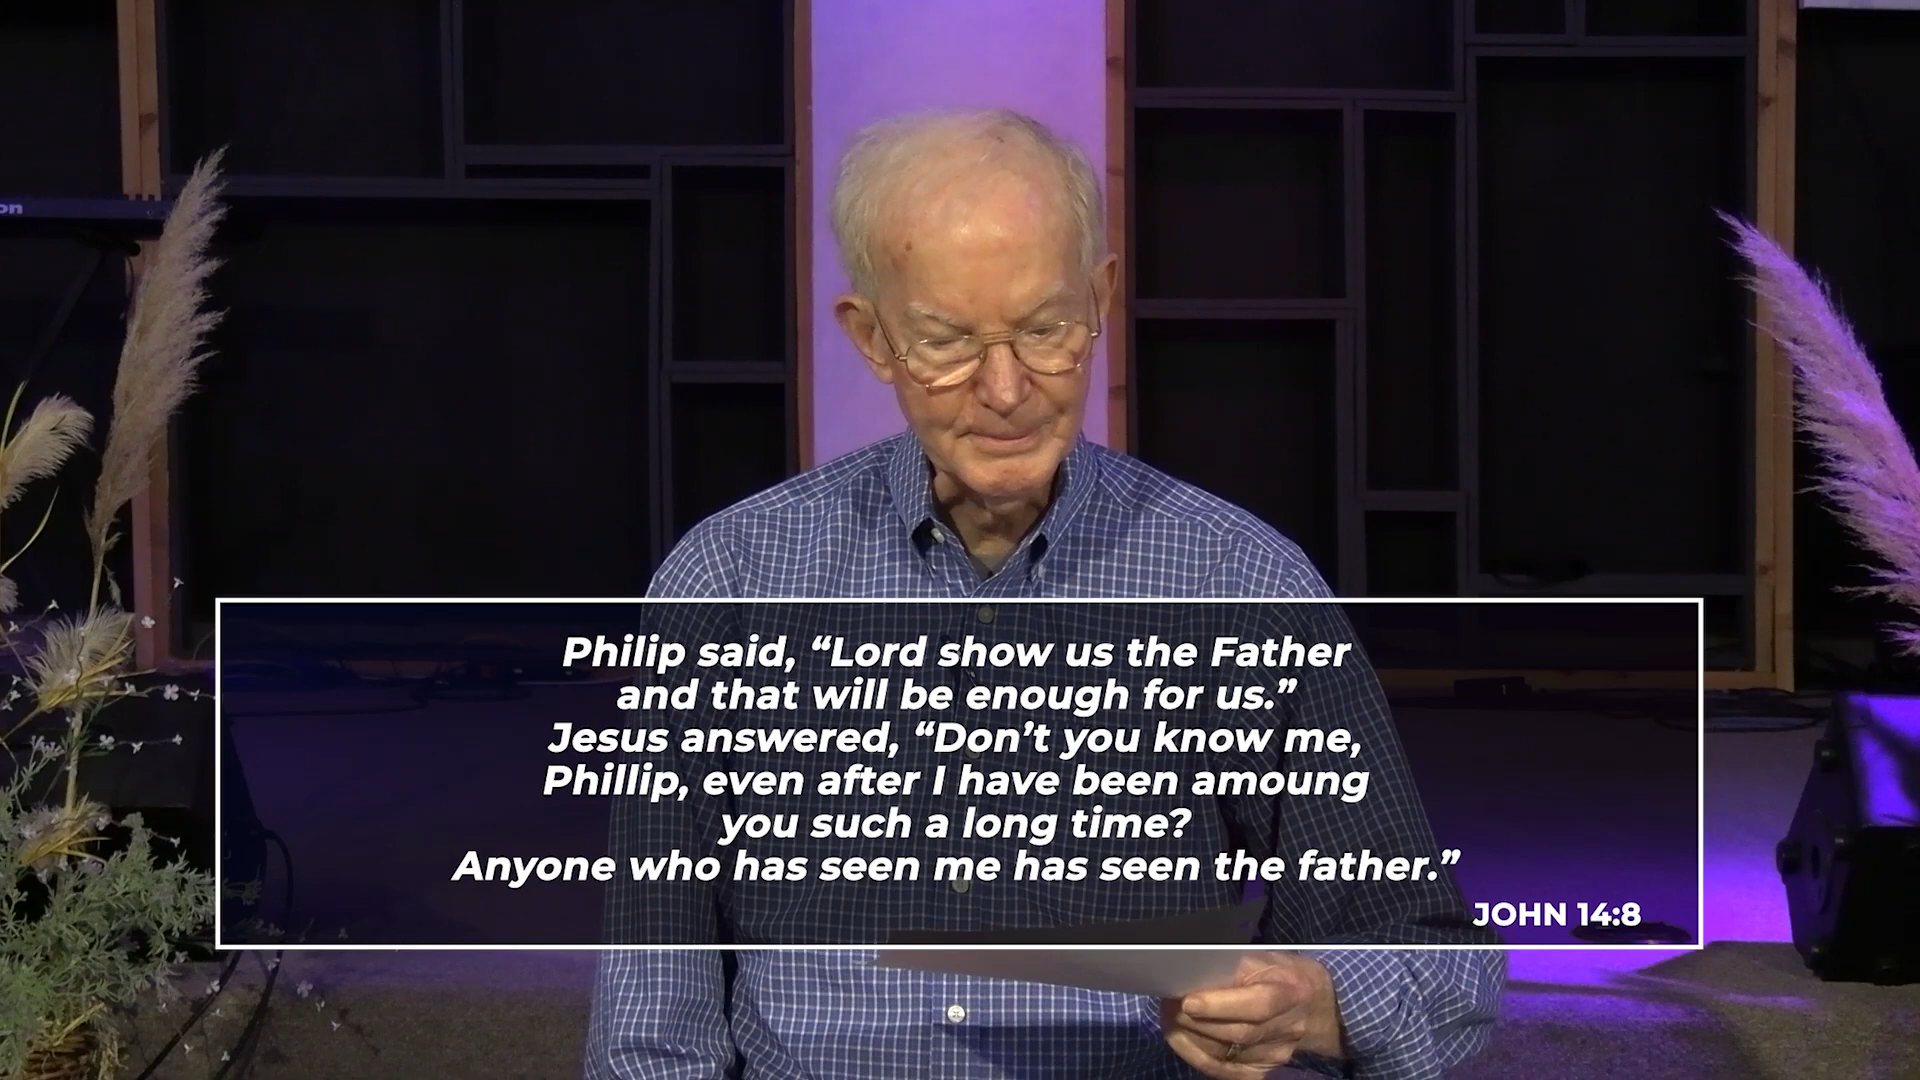 on
Philip said, “Lord show us the Father
and that will be enough for us.”
Jesus answered, “Don’t you know me,
Phillip, even after I have been amoung
you such a long time?
Anyone who has seen me has seen the father.”
JOHN 14:8